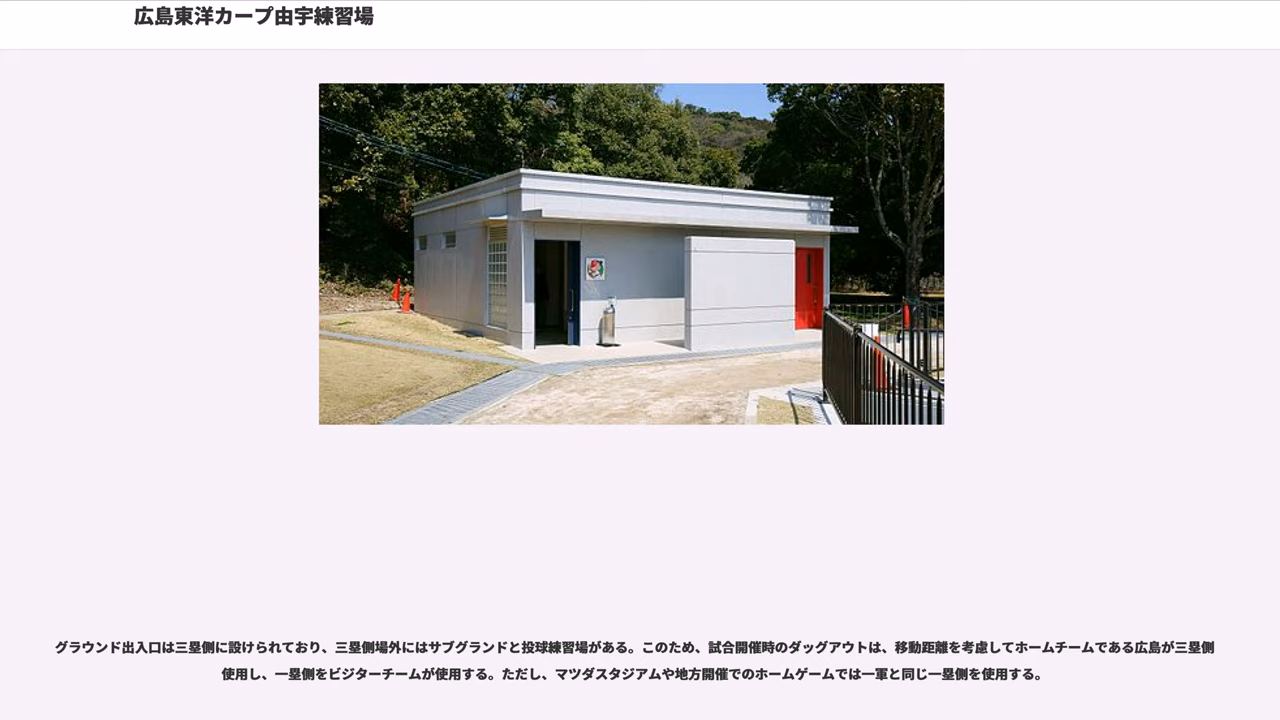 広島東洋カープ由宇練習場
グラウンド出入口は三塁側に設けられており、三塁側場外にはサブグランドと投球練習場がある。このため、試合開催時のダッグアウトは、移動距離を考慮してホームチームである広島が三塁側
使用し、一塁側をビジターチームが使用する。ただし、マツダスタジアムや地方開催でのホームゲームでは一軍と同じ一塁側を使用する。